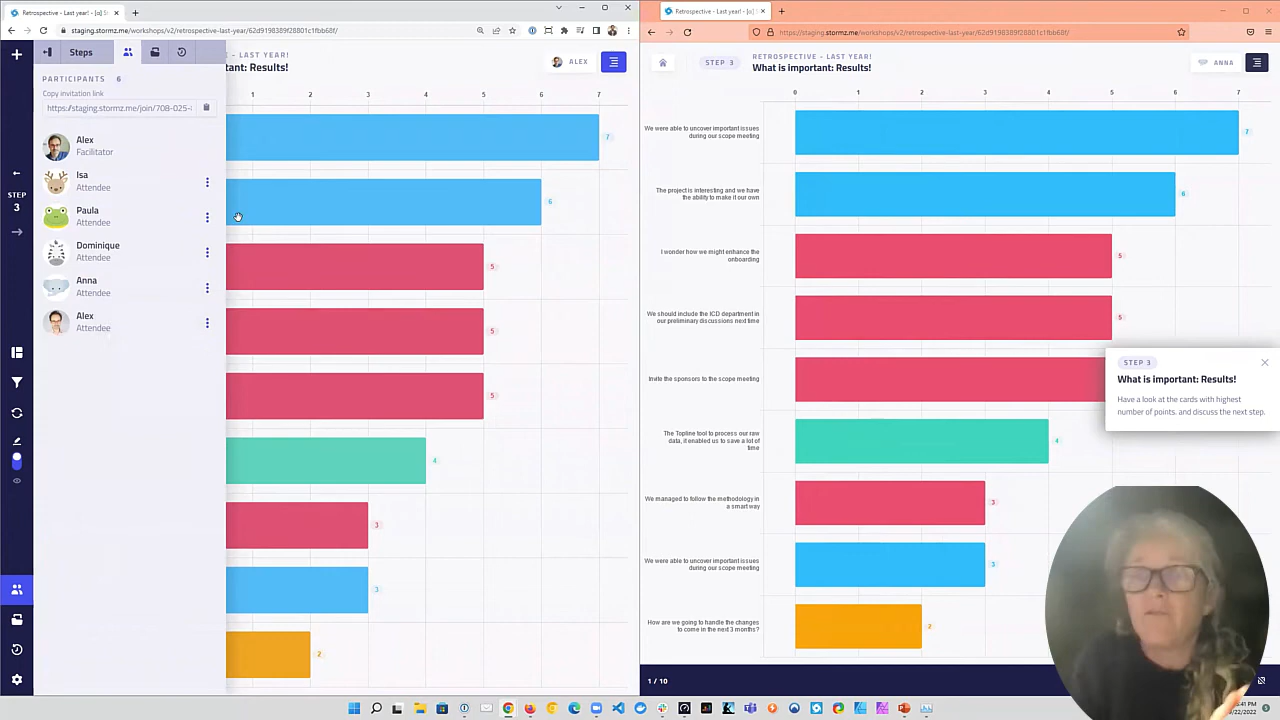 Retrospective - Last year! - [o] S
staging.stormz.me/workshops/v2/retrospective-last-year/62d9198389f28801c1fbb68f/
Steps
- LAST YEAR!
tant: Results!
ALEX
PARTICIPANTS 6
Copy invitation link
https://staging.stormz.me/join/708-025-
Alex
Facilitator
Isa
Attendee
Paula
Attendee
Dominique
Attendee
Anna
Attendee
Alex
Attendee
STEP
1
2
3
4
5
6
7
7
6
5
5
5
4
3
3
2
Retrospective - Last year! - [o] S
https://staging.stormz.me/workshops/v2/retrospective-last-year/62d9198389f28801c1fbb68f/
STEP 3
RETROSPECTIVE - LAST YEAR!
What is important: Results!
ANNA
0
1
2
3
4
5
6
7
We were able to uncover important issues
during our scope meeting
7
The project is interesting and we have
the ability to make it our own
6
I wonder how we might enhance the
onboarding
5
We should include the ICD department in
our preliminary discussions next time
5
Invite the sponsors to the scope meeting
The Topline tool to process our raw
data, it enabled us to save a lot of
time
4
We managed to follow the methodology in
a smart way
3
We were able to uncover important issues
during our scope meeting
3
How are we going to handle the changes
to come in the next 3 months?
2
STEP 3
What is important: Results!
Have a look at the cards with highest
number of points. and discuss the next step.
1 / 10
:41 PM
/22/2022